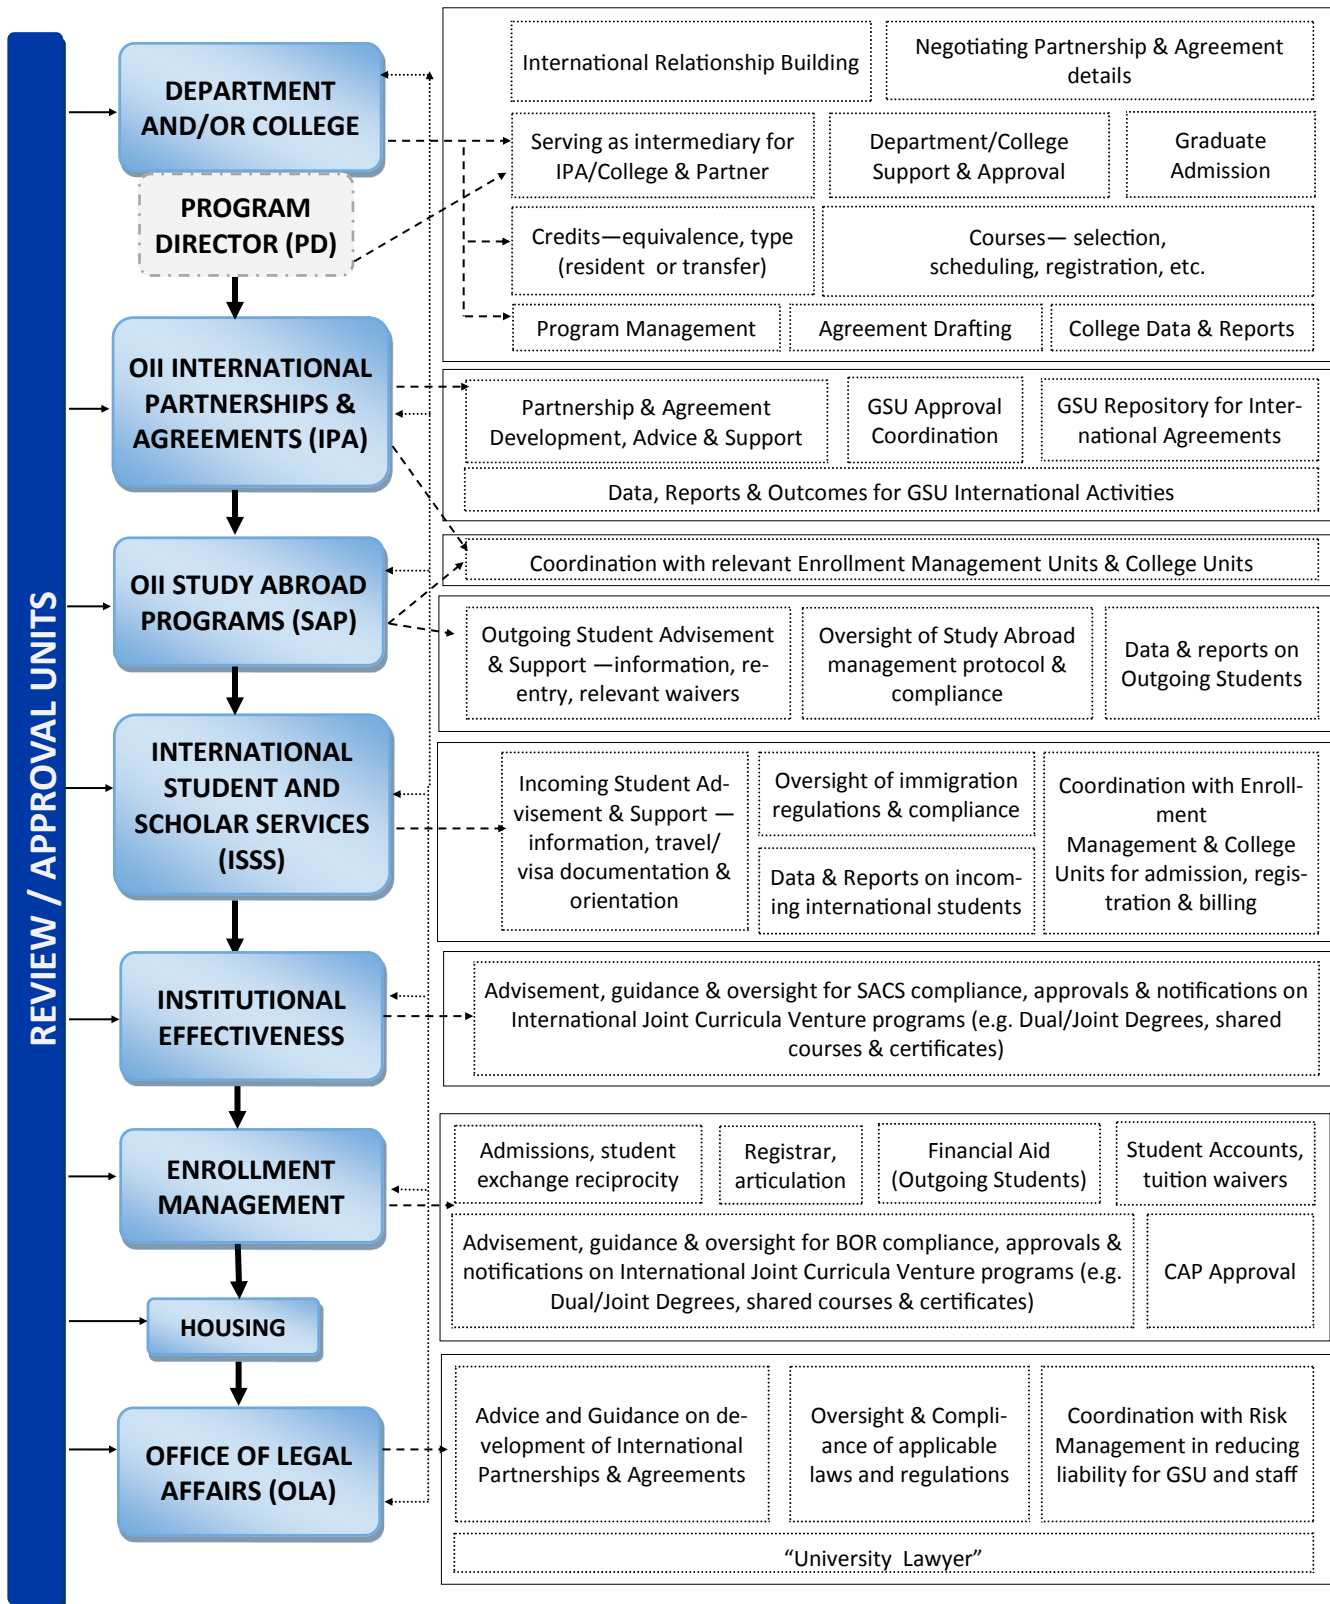 REVIEW / APPROVAL UNITS
DEPARTMENT
AND/OR COLLEGE
PROGRAM
DIRECTOR (PD)
International Relationship Building
Negotiating Partnership & Agreement
details
Serving as intermediary for
IPA/College & Partner
Department/College
Support & Approval
Graduate
Admission
Credits—equivalence, type
(resident or transfer)
Courses— selection,
scheduling, registration, etc.
Program Management
Agreement Drafting
College Data & Reports
OII INTERNATIONAL
PARTNERSHIPS &
AGREEMENTS (IPA)
Partnership & Agreement
Development, Advice & Support
GSU Approval
Coordination
GSU Repository for Inter-
national Agreements
Data, Reports & Outcomes for GSU International Activities
Coordination with relevant Enrollment Management Units & College Units
OII STUDY ABROAD
PROGRAMS (SAP)
Outgoing Student Advisement
& Support —information, re-
entry, relevant waivers
Oversight of Study Abroad
management protocol &
compliance
Data & reports on
Outgoing Students
INTERNATIONAL
STUDENT AND
SCHOLAR SERVICES
(ISSS)
Incoming Student Ad-
visement & Support —
information, travel/
visa documentation &
orientation
Oversight of immigration
regulations & compliance
Data & Reports on incom-
ing international students
Coordination with Enroll-
ment
Management & College
Units for admission, regis-
tration & billing
INSTITUTIONAL
EFFECTIVENESS
Advisement, guidance & oversight for SACS compliance, approvals & notifications on
International Joint Curricula Venture programs (e.g. Dual/Joint Degrees, shared
courses & certificates)
ENROLLMENT
MANAGEMENT
Admissions, student
exchange reciprocity
Registrar,
articulation
Financial Aid
(Outgoing Students)
Student Accounts,
tuition waivers
Advisement, guidance & oversight for BOR compliance, approvals &
notifications on International Joint Curricula Venture programs (e.g.
Dual/Joint Degrees, shared courses & certificates)
CAP Approval
HOUSING
OFFICE OF LEGAL
AFFAIRS (OLA)
Advice and Guidance on de-
velopment of International
Partnerships & Agreements
Oversight & Compli-
ance of applicable
laws and regulations
Coordination with Risk
Management in reducing
liability for GSU and staff
“University Lawyer”